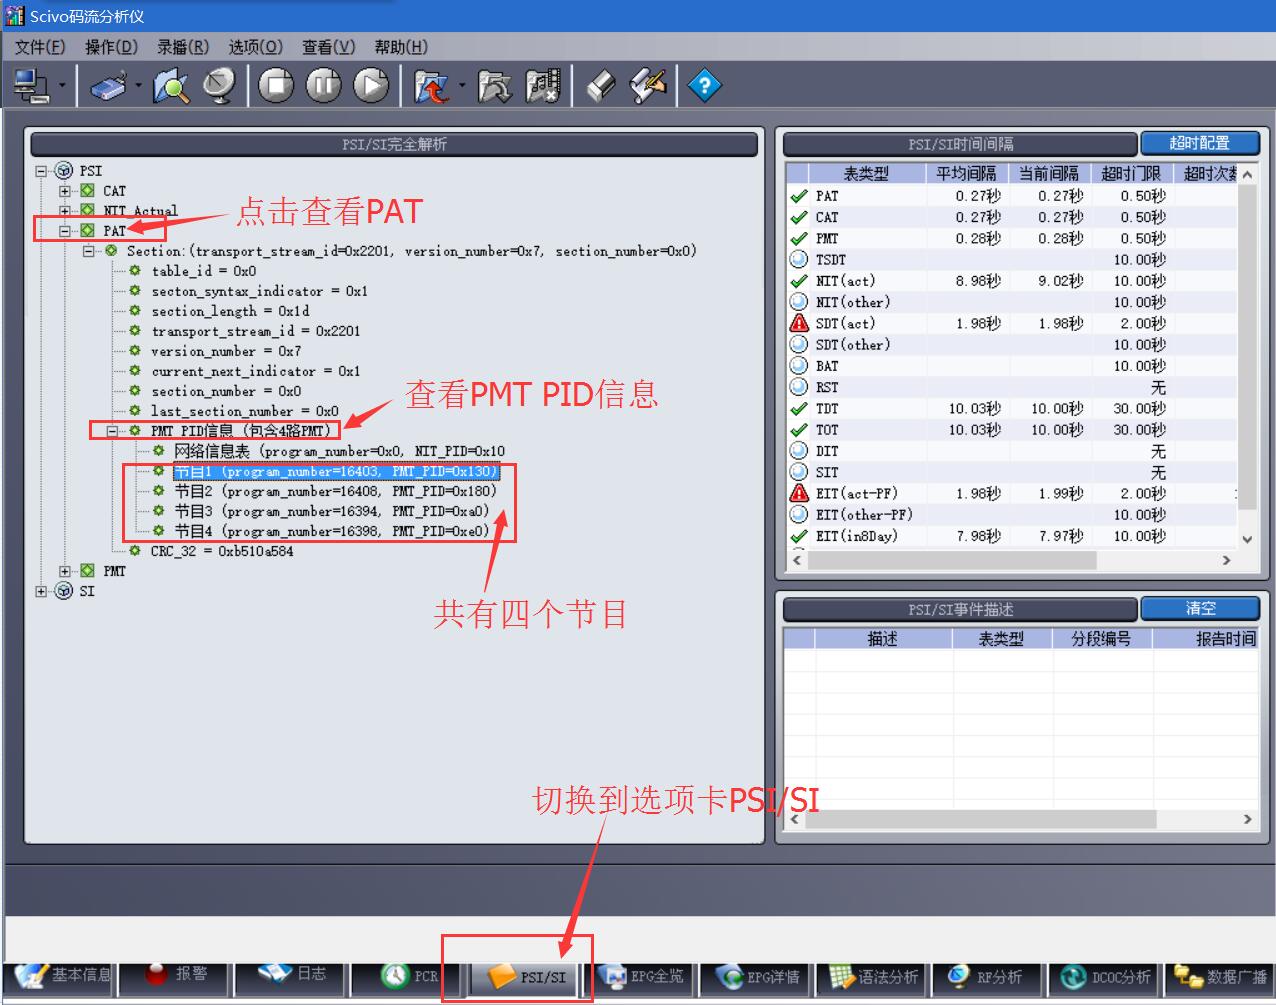 Scivo码流分析仪
文件(F) 操作(D) 录播(R) 选项(O) 查看(V) 帮助(H)
PSI/SI完全解析
PSI
CAT
NIT_Actual
PAT
点击查看PAT
Section:(transport_stream_id=0x2201, version_number=0x7, section_number=0x0)
table_id = 0x0
secton_syntax_indicator = 0x1
section_length = 0x1d
transport_stream_id = 0x2201
version_number = 0x7
current_next_indicator = 0x1
section_number = 0x0
last_section_number = 0x0
查看PMT PID信息
PMT PID信息 (包含4路PMT)
网络信息表 (program_number=0x0, NIT_PID=0x10
节目1 (program_number=16403, PMT_PID=0x130)
节目2 (program_number=16408, PMT_PID=0x180)
节目3 (program_number=16394, PMT_PID=0xa0)
节目4 (program_number=16398, PMT_PID=0xe0)
CRC_32 = 0xb510a584
PMT
SI
共有四个节目
PSI/SI时间间隔 超时配置
表类型 平均间隔 当前间隔 超时门限 超时次数
PAT 0.27秒 0.27秒 0.50秒
CAT 0.27秒 0.27秒 0.50秒
PMT 0.28秒 0.28秒 0.50秒
TSDT 10.00秒
NIT(act) 8.98秒 9.02秒 10.00秒
NIT(other) 10.00秒
SDT(act) 1.98秒 1.98秒 2.00秒
SDT(other) 10.00秒
BAT 10.00秒
RST 无
TDT 10.03秒 10.00秒 30.00秒
TOT 10.03秒 10.00秒 30.00秒
DIT 无
SIT 无
EIT(act-PF) 1.98秒 1.99秒 2.00秒
EIT(other-PF) 10.00秒
EIT(in8Day) 7.98秒 7.97秒 10.00秒
PSI/SI事件描述 清空
描述 表类型 分段编号 报告时间
切换到选项卡PSI/SI
基本信息 报警 日志 PCR PSI/SI EPG全览 EPG详情 语法分析 RF分析 DCOC分析 数据广播